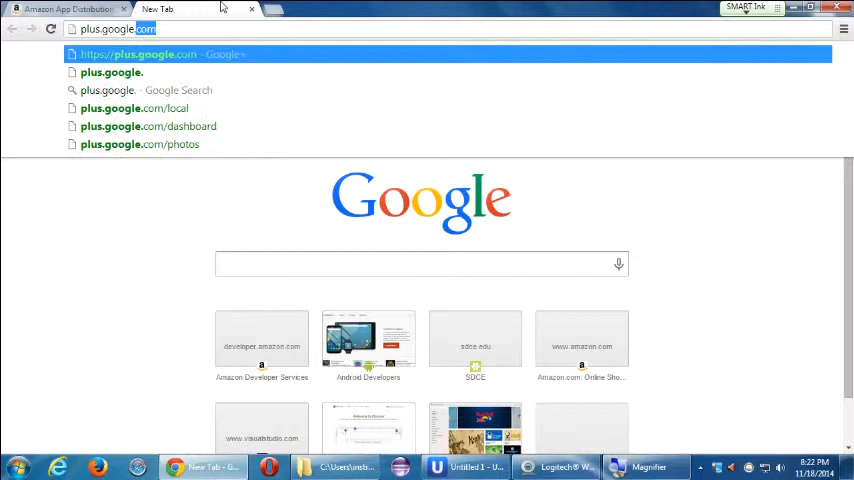 Amazon App Distribution
New Tab
SMART Ink
plus.google.com
https://plus.google.com - Google+
plus.google.
plus.google. - Google Search
plus.google.com/local
plus.google.com/dashboard
plus.google.com/photos
Google
developer.amazon.com
sdce.edu
www.amazon.com
Amazon Developer Services
Android Developers
SDCE
Amazon.com: Online Sho...
www.visualstudio.com
New Tab - G...
C:\Users\instr...
Untitled 1 - U...
Logitech® W...
Magnifier
8:22 PM
11/18/2014